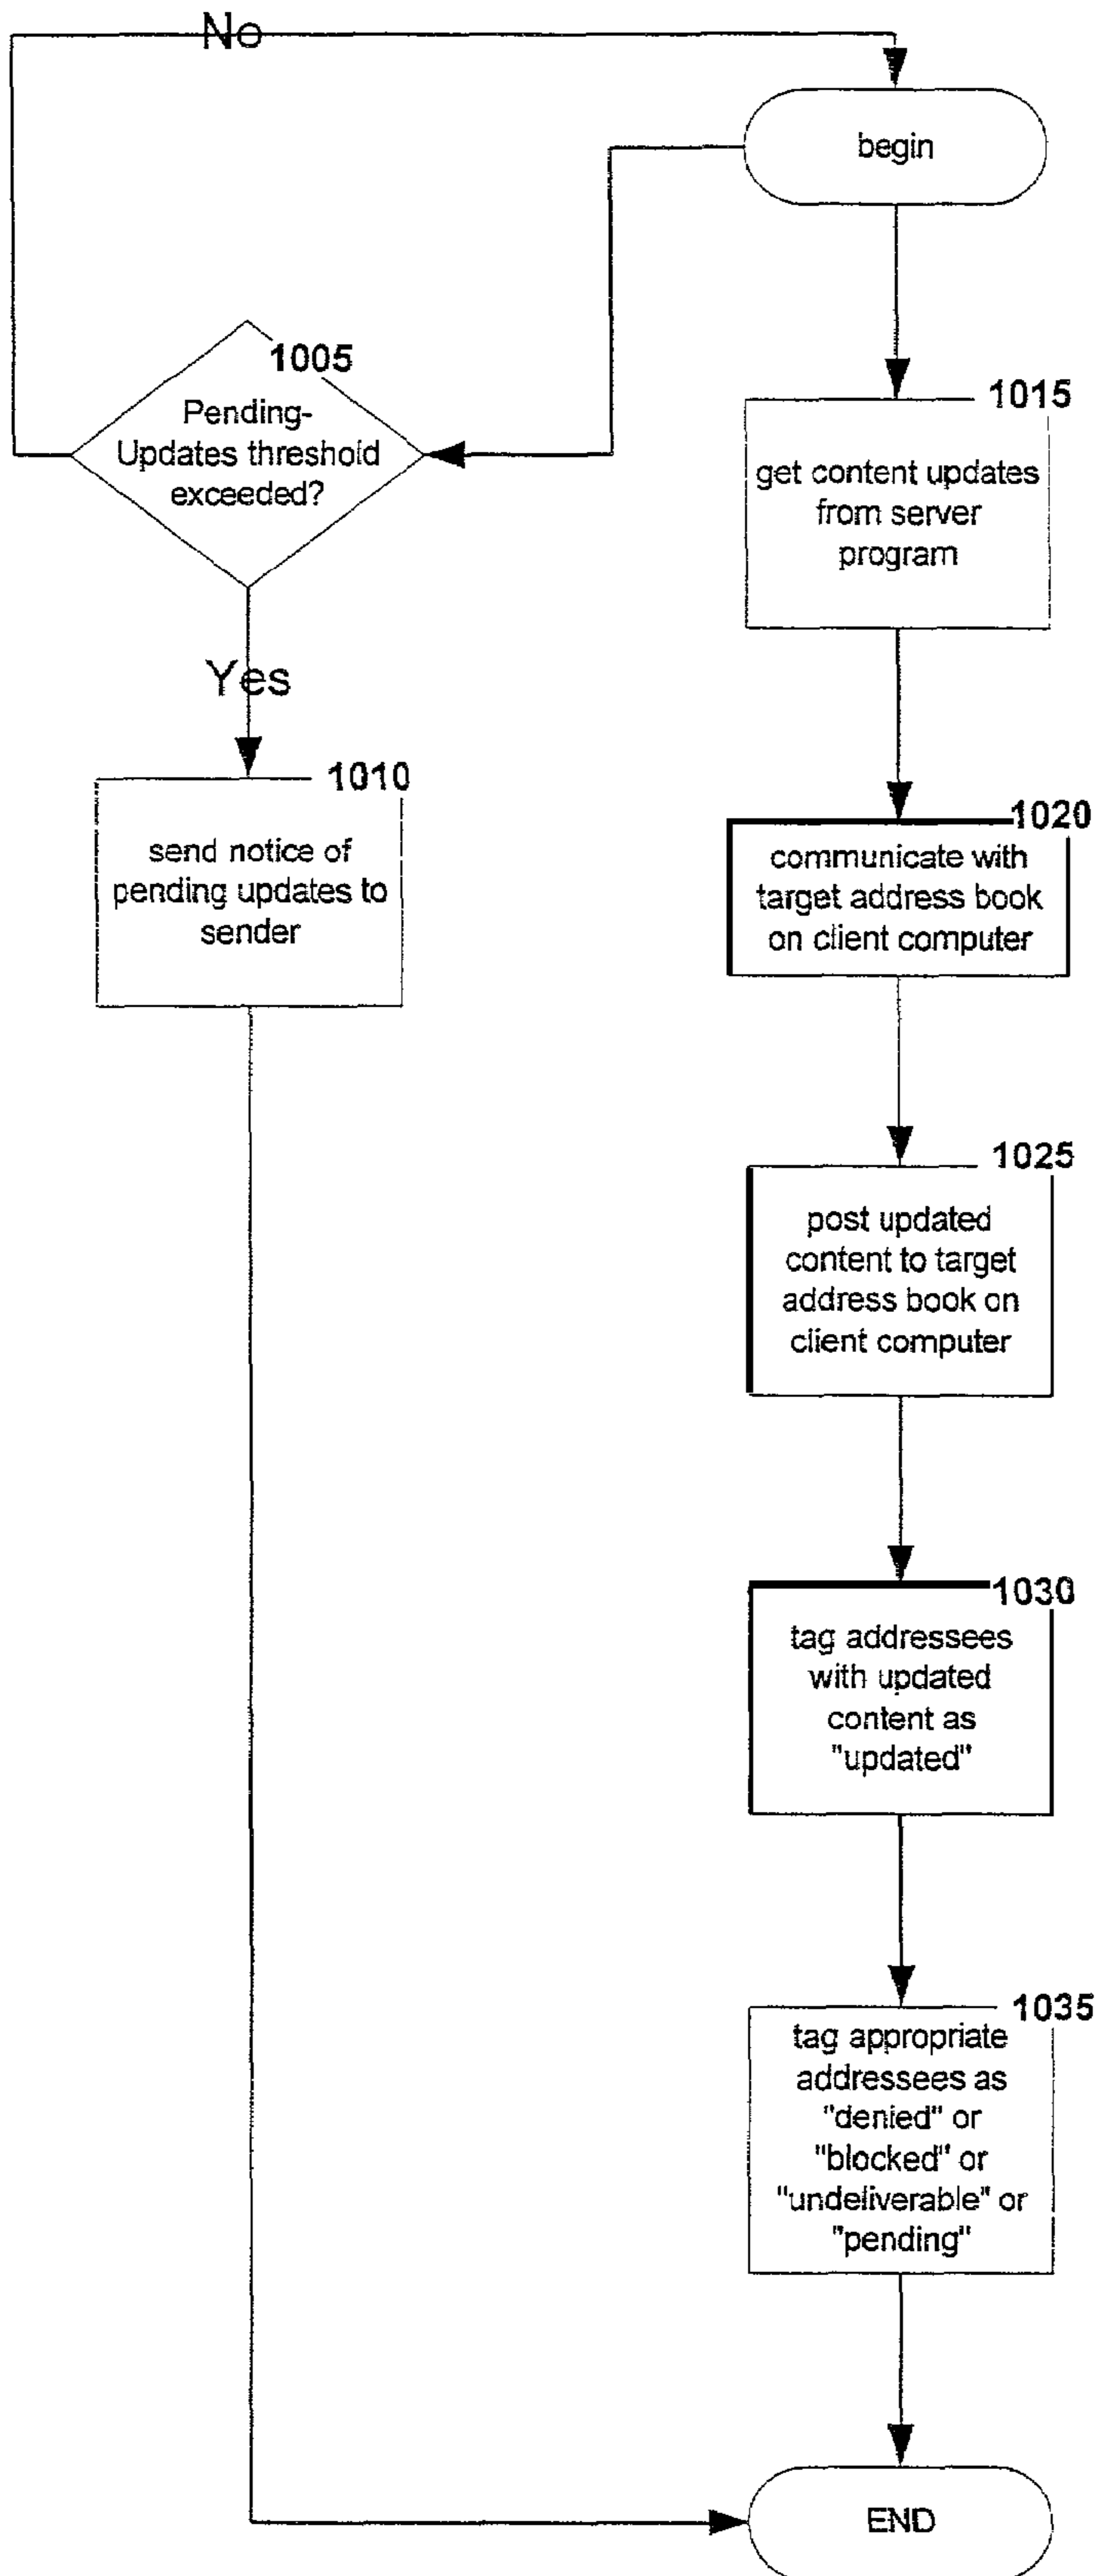 No
begin
1005
Pending-
Updates threshold
exceeded?
Yes
1010
send notice of
pending updates to
sender
1015
get content updates
from server
program
1020
communicate with
target address book
on client computer
1025
post updated
content to target
address book on
client computer
1030
tag addressees
with updated
content as
"updated"
1035
tag appropriate
addressees as
"denied" or
"blocked" or
"undeliverable" or
"pending"
END